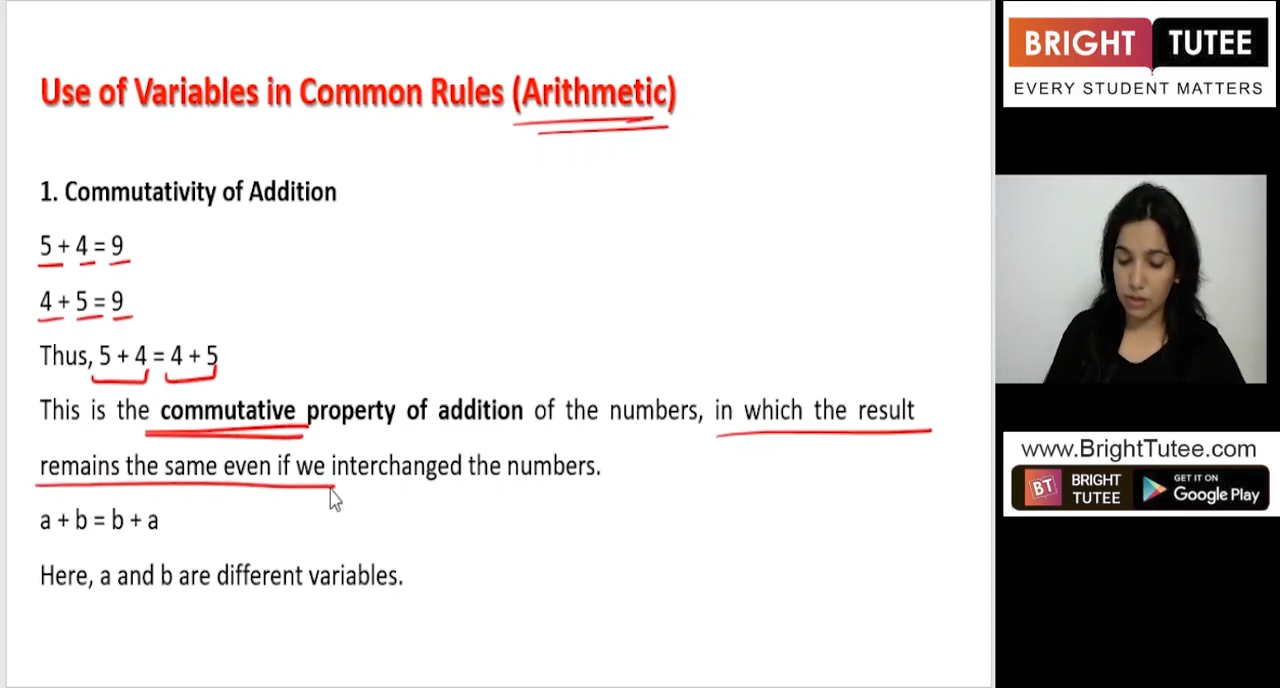 Use of Variables in Common Rules (Arithmetic)
1. Commutativity of Addition
5 + 4 = 9
4 + 5 = 9
Thus, 5 + 4 = 4 + 5
This is the commutative property of addition of the numbers, in which the result
remains the same even if we interchanged the numbers.
a + b = b + a
Here, a and b are different variables.
BRIGHT TUTEE
EVERY STUDENT MATTERS
www.BrightTutee.com
BT BRIGHT TUTEE
GET IT ON Google Play